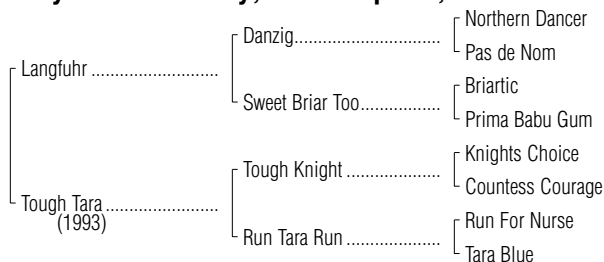 Northern Dancer
Danzig
Pas de Nom
Langfuhr
Briartic
Sweet Briar Too
Prima Babu Gum
Knights Choice
Tough Knight
Countess Courage
Tough Tara
(1993)
Run For Nurse
Run Tara Run
Tara Blue